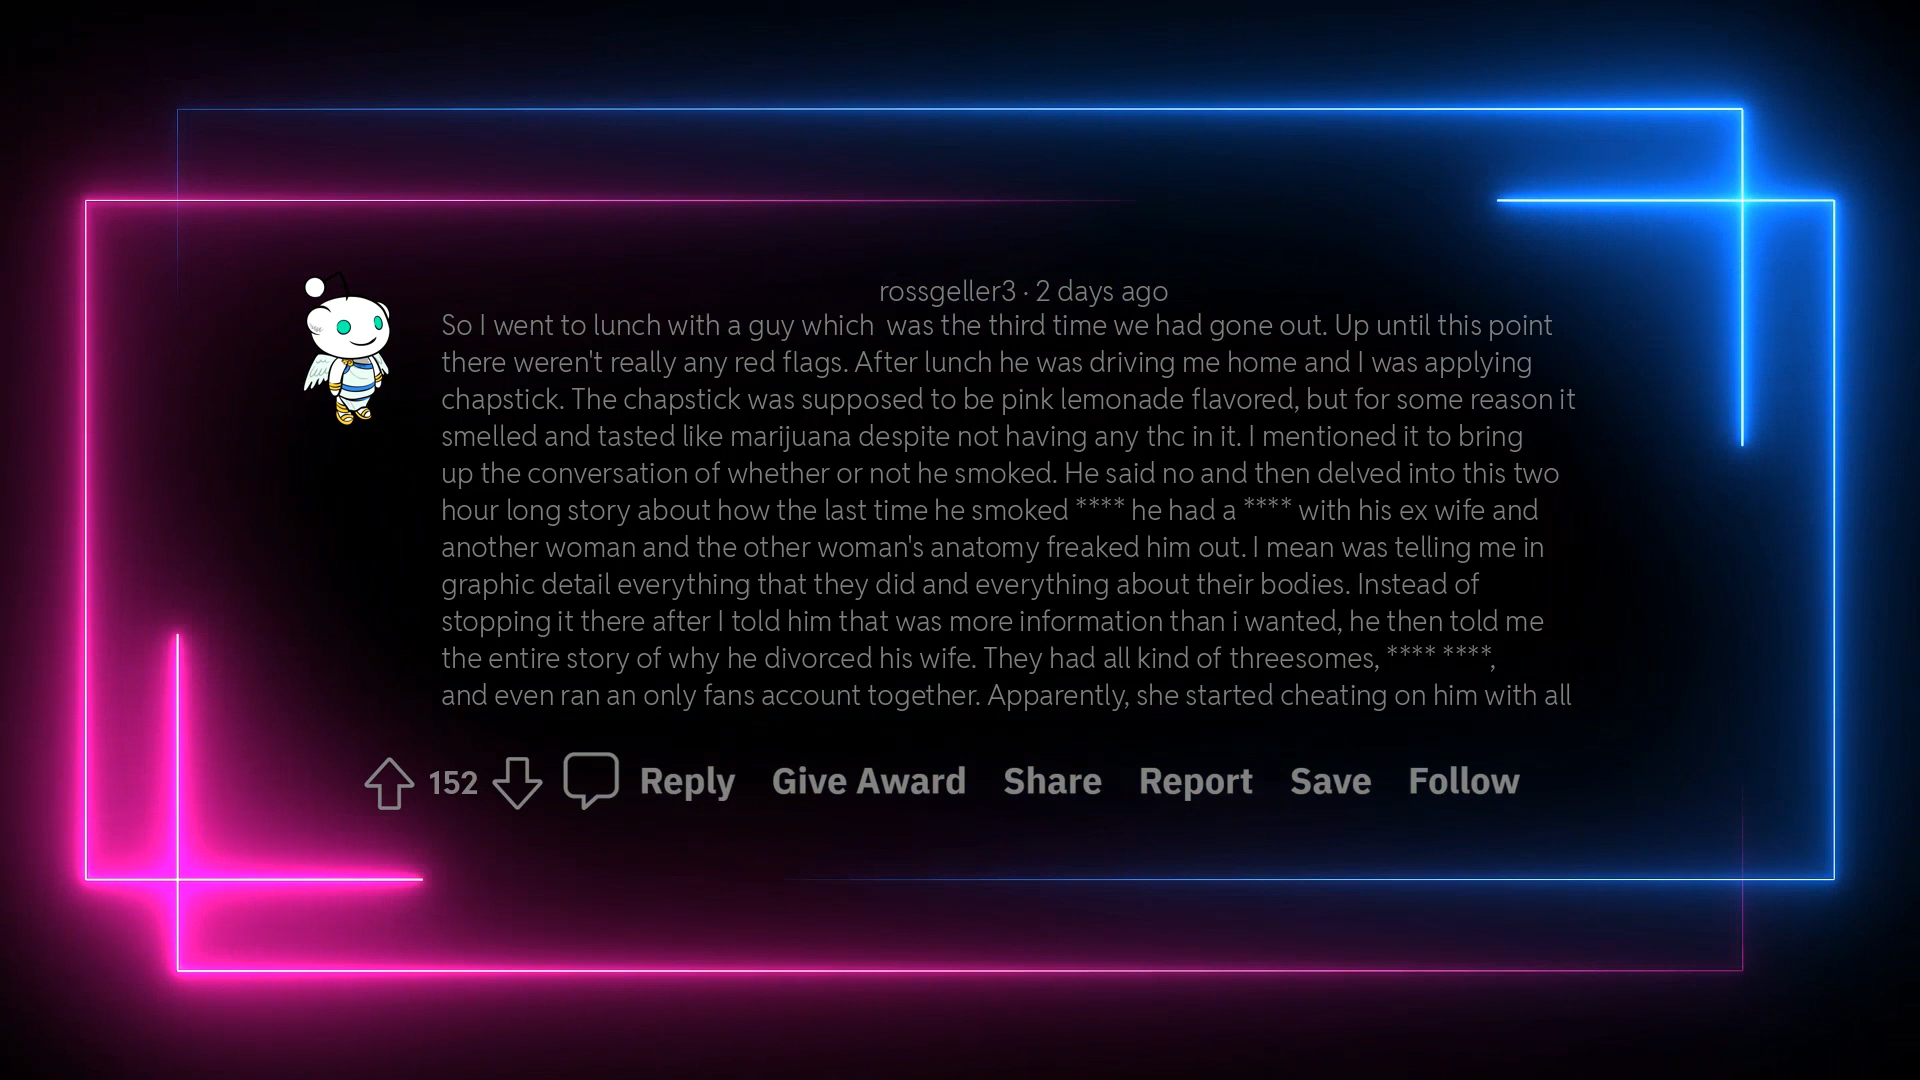 rossgeller3 · 2 days ago
So I went to lunch with a guy which  was the third time we had gone out. Up until this point
there weren't really any red flags. After lunch he was driving me home and I was applying
chapstick. The chapstick was supposed to be pink lemonade flavored, but for some reason it
smelled and tasted like marijuana despite not having any thc in it. I mentioned it to bring
up the conversation of whether or not he smoked. He said no and then delved into this two
hour long story about how the last time he smoked **** he had a **** with his ex wife and
another woman and the other woman's anatomy freaked him out. I mean was telling me in
graphic detail everything that they did and everything about their bodies. Instead of
stopping it there after I told him that was more information than i wanted, he then told me
the entire story of why he divorced his wife. They had all kind of threesomes, **** ****,
and even ran an only fans account together. Apparently, she started cheating on him with all
152 Reply Give Award Share Report Save Follow